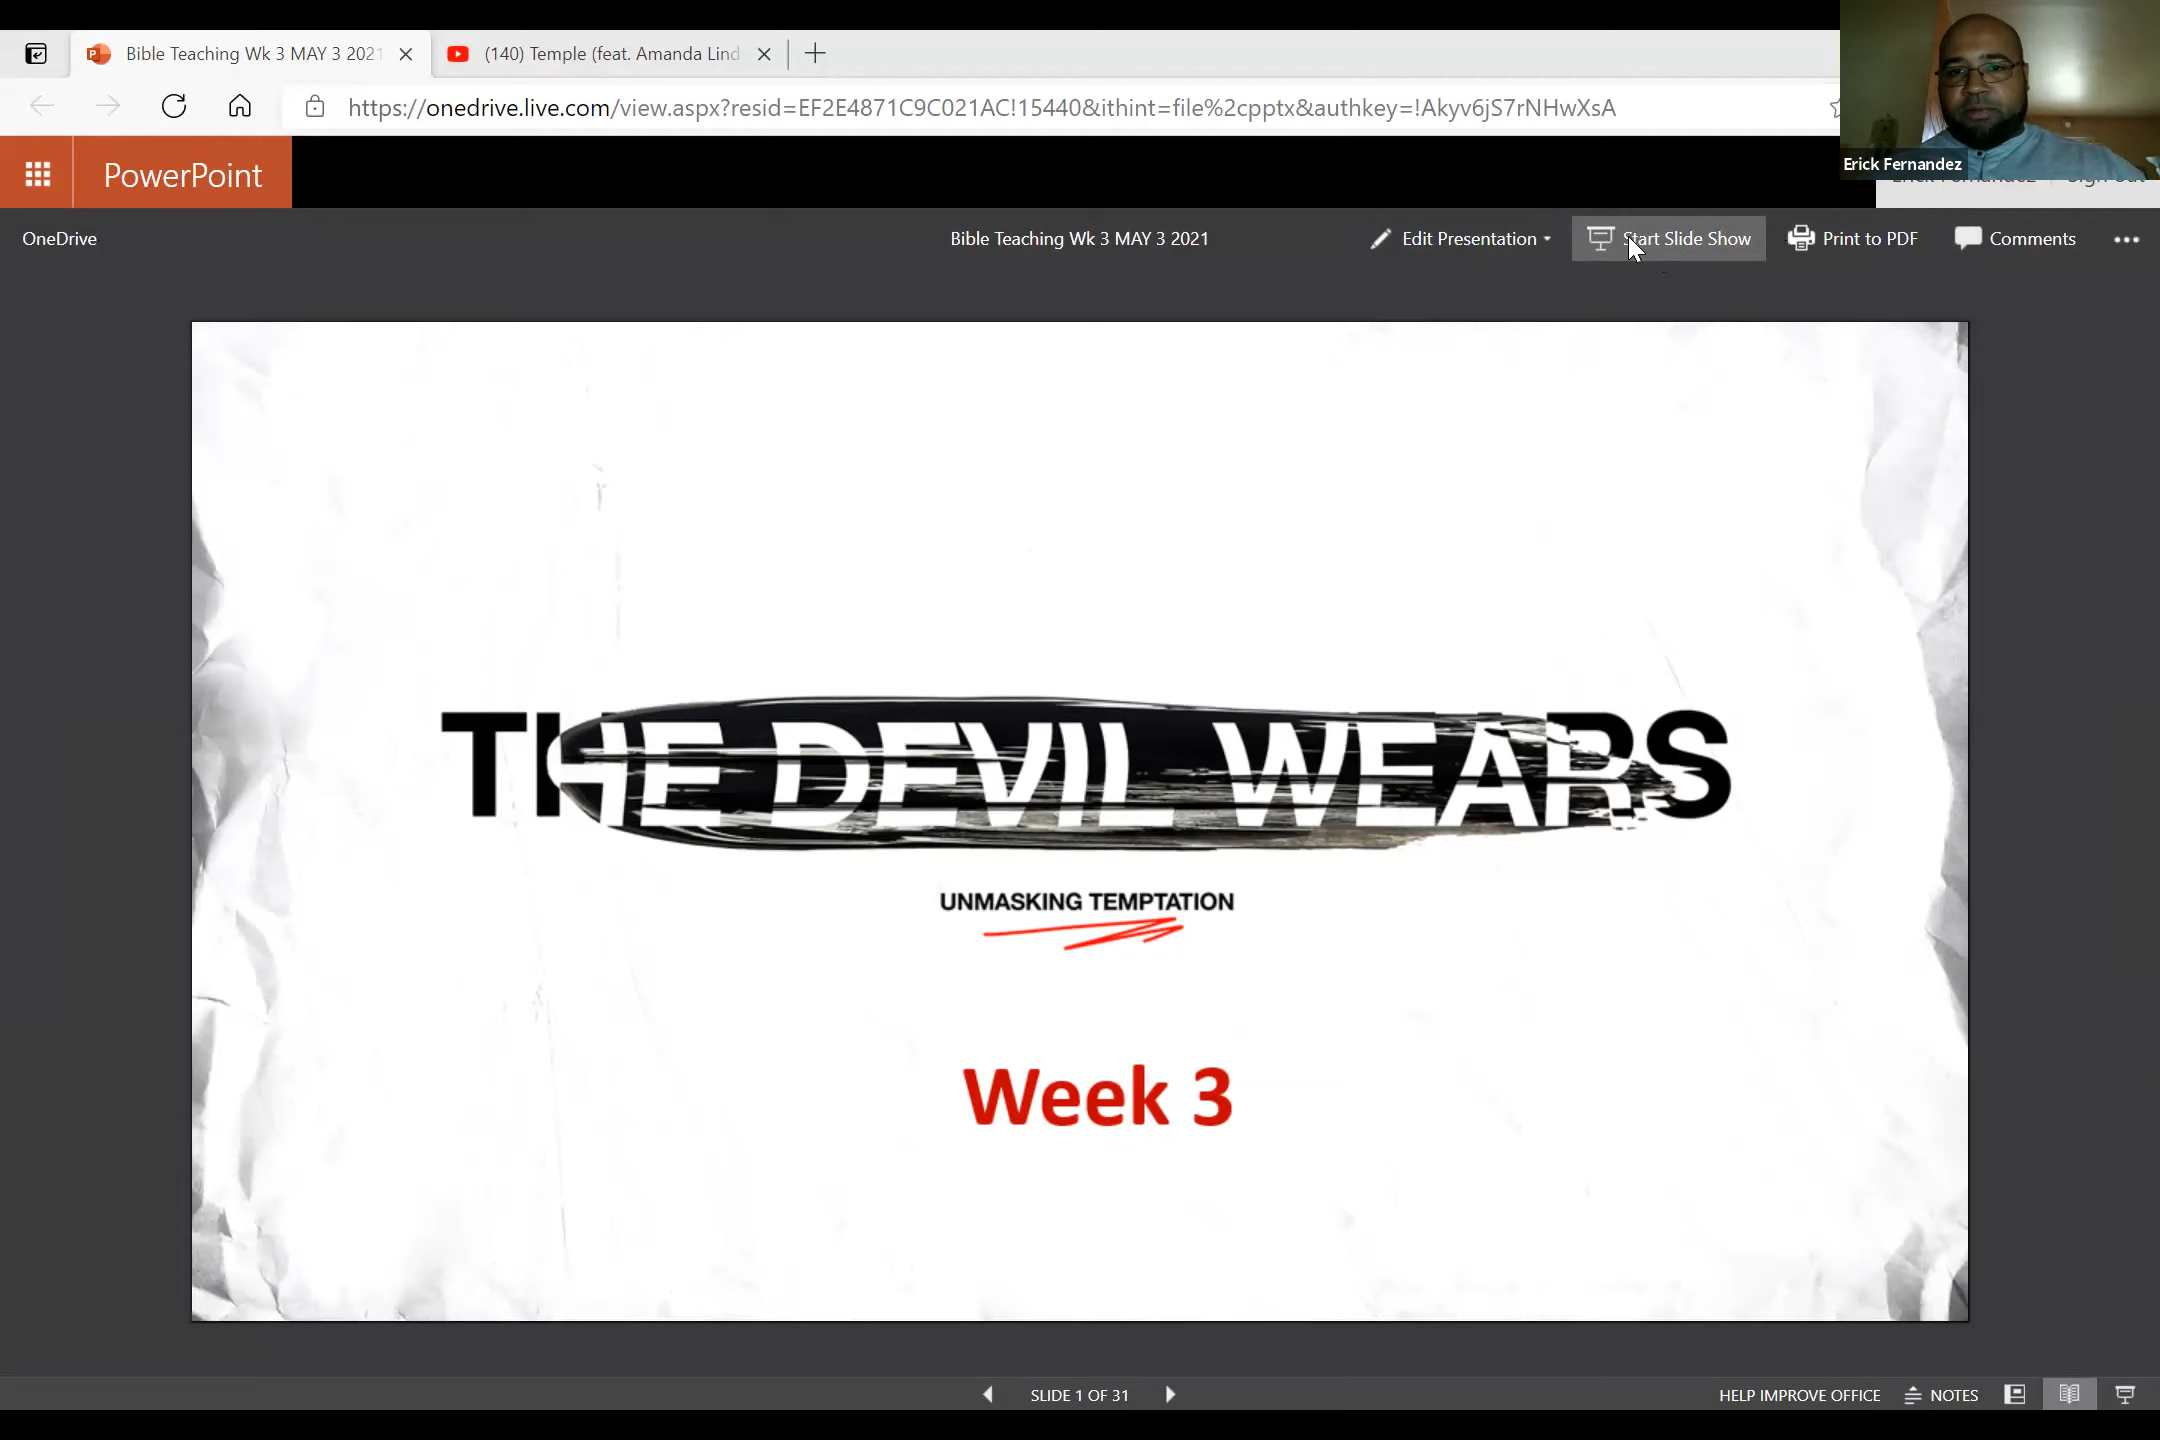 Bible Teaching Wk 3 MAY 3 2021
(140) Temple (feat. Amanda Lind
https://onedrive.live.com/view.aspx?resid=EF2E4871C9C021AC!15440&ithint=file%2cpptx&authkey=!Akyv6jS7rNHwXsA
Erick Fernandez
PowerPoint
OneDrive
Bible Teaching Wk 3 MAY 3 2021
Edit Presentation
Start Slide Show
Print to PDF
Comments
THE DEVIL WEARS
UNMASKING TEMPTATION
Week 3
SLIDE 1 OF 31
HELP IMPROVE OFFICE
NOTES